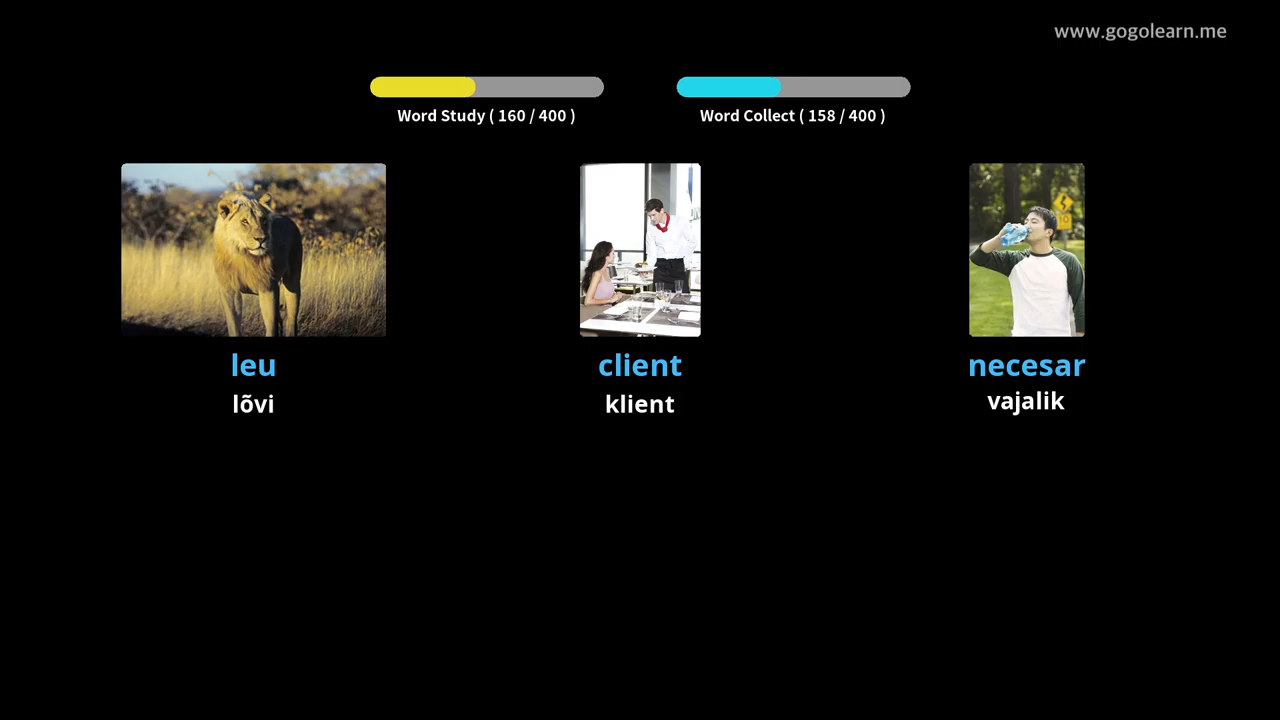 www.gogolearn.me
Word Study ( 160 / 400 )
Word Collect ( 158 / 400 )
leu
client
necesar
lõvi
klient
vajalik